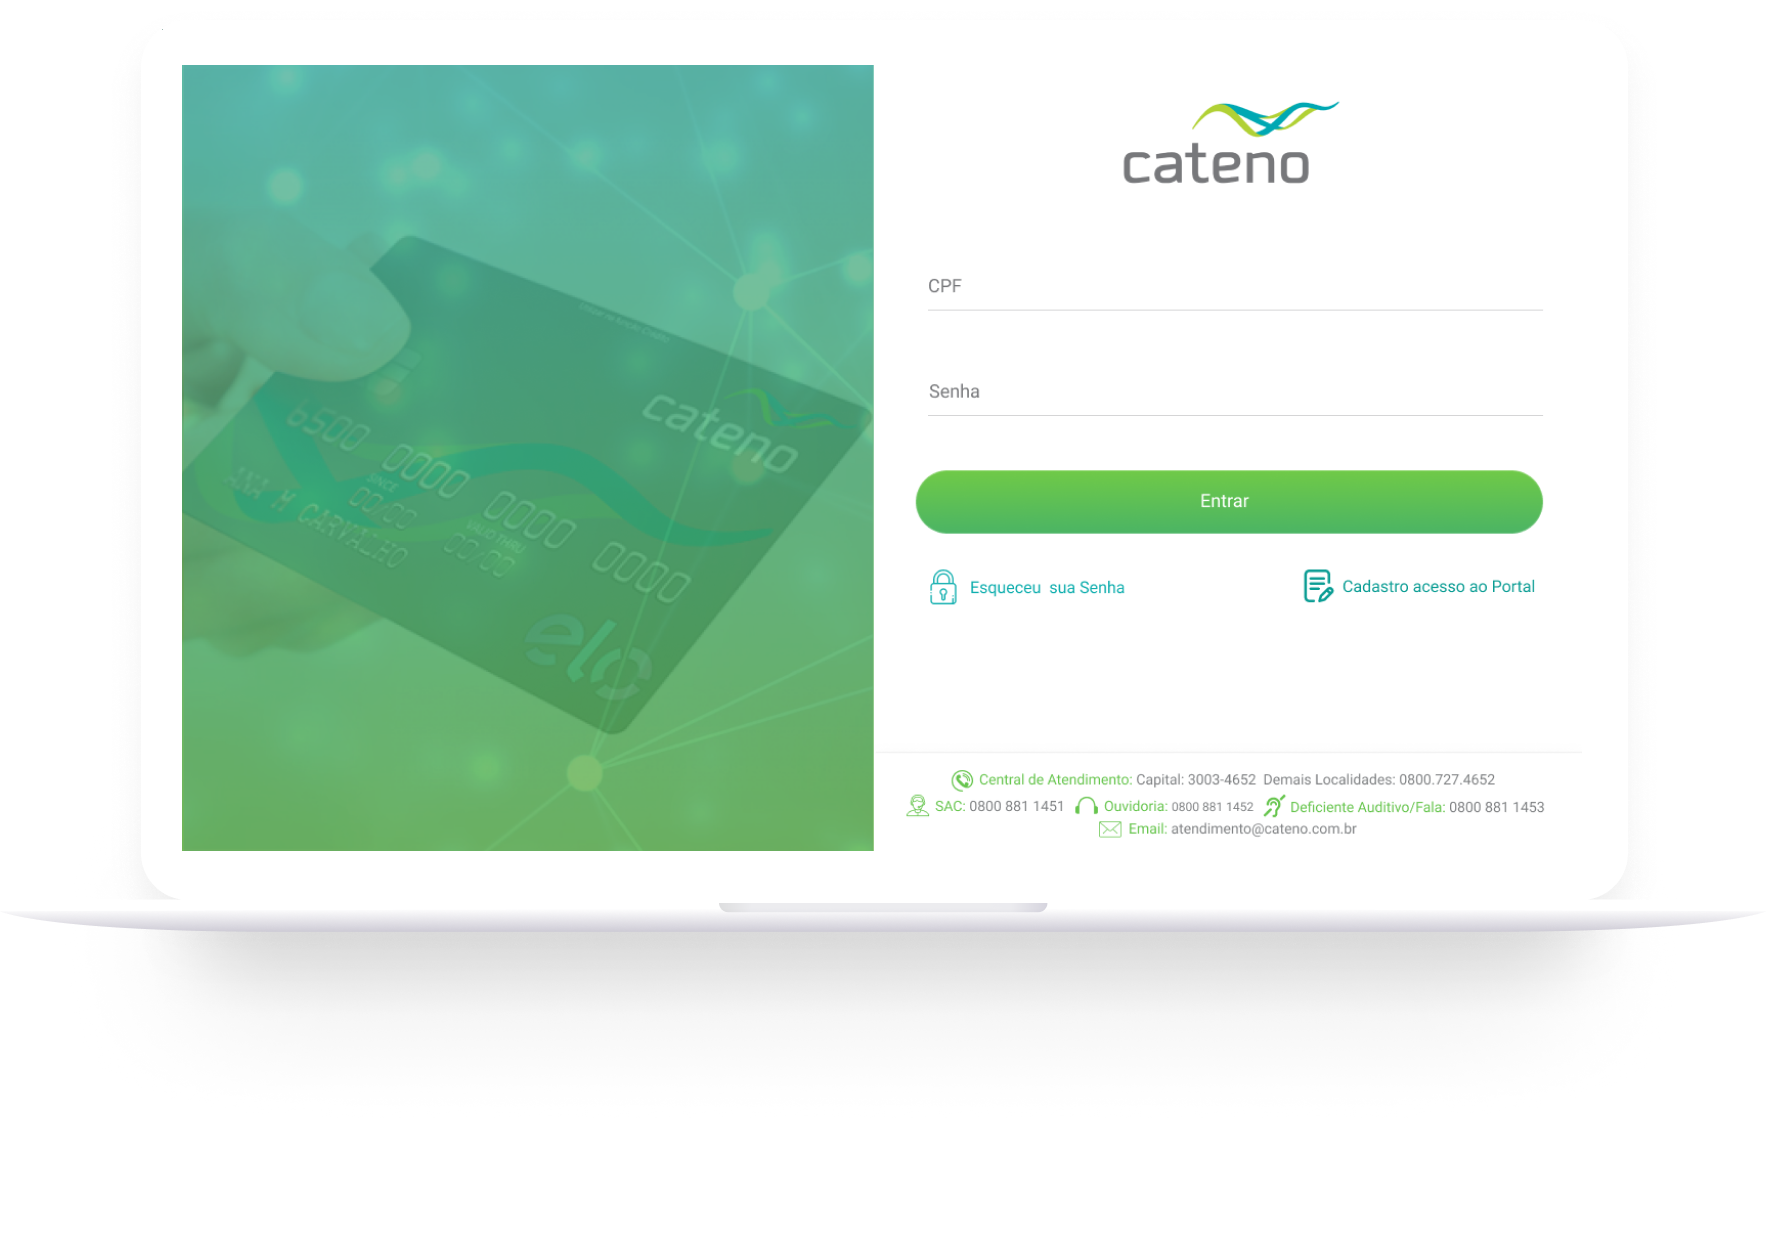 cateno
6500 0000 0000 0000
SINCE
00/00
VALID THRU
00/00
ANA M CARVALHO
elo
cateno
CPF
Senha
Entrar
Esqueceu sua Senha
Cadastro acesso ao Portal
Central de Atendimento: Capital: 3003-4652 Demais Localidades: 0800.727.4652
SAC: 0800 881 1451 Ouvidoria: 0800 881 1452 Deficiente Auditivo/Fala: 0800 881 1453
Email: atendimento@cateno.com.br